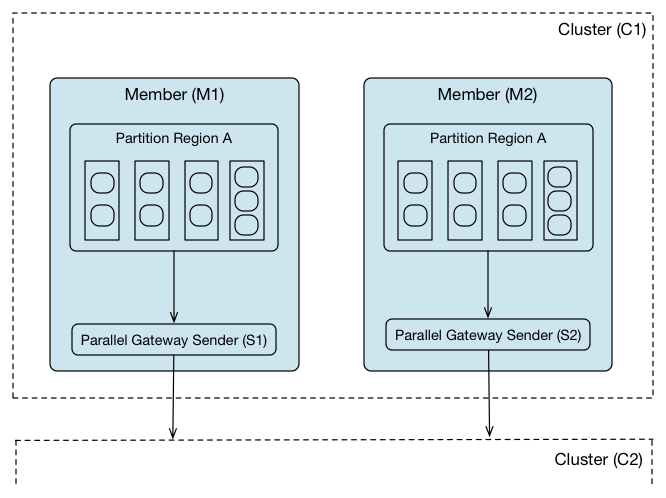 Cluster (C1)
Member (M1)
Member (M2)
Partition Region A
Partition Region A
Parallel Gateway Sender (S1)
Parallel Gateway Sender (S2)
Cluster (C2)